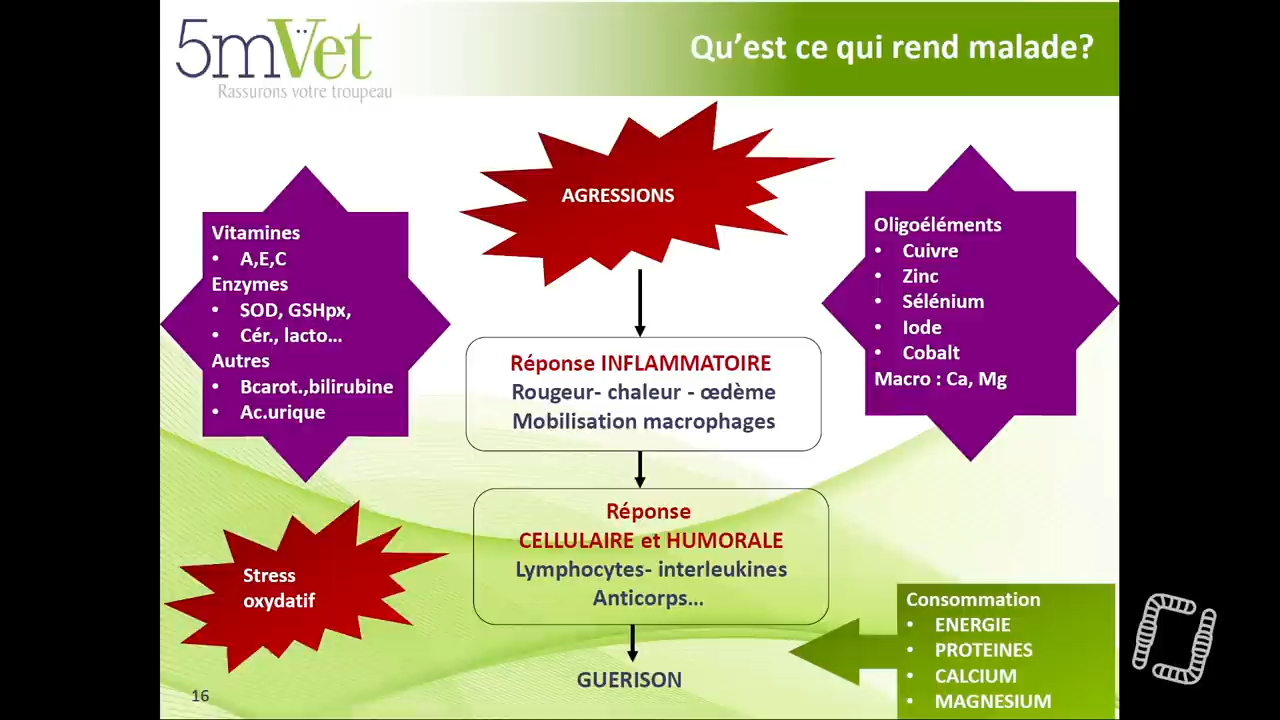 5mVet
Rassurons votre troupeau
Qu’est ce qui rend malade?
AGRESSIONS
Vitamines
• A,E,C
Enzymes
• SOD, GSHpx,
• Cér., lacto…
Autres
• Bcarot.,bilirubine
• Ac.urique
Oligoéléments
• Cuivre
• Zinc
• Sélénium
• Iode
• Cobalt
Macro : Ca, Mg
Réponse INFLAMMATOIRE
Rougeur- chaleur - œdème
Mobilisation macrophages
Réponse
CELLULAIRE et HUMORALE
Lymphocytes- interleukines
Anticorps…
Stress
oxydatif
GUERISON
Consommation
• ENERGIE
• PROTEINES
• CALCIUM
• MAGNESIUM
16